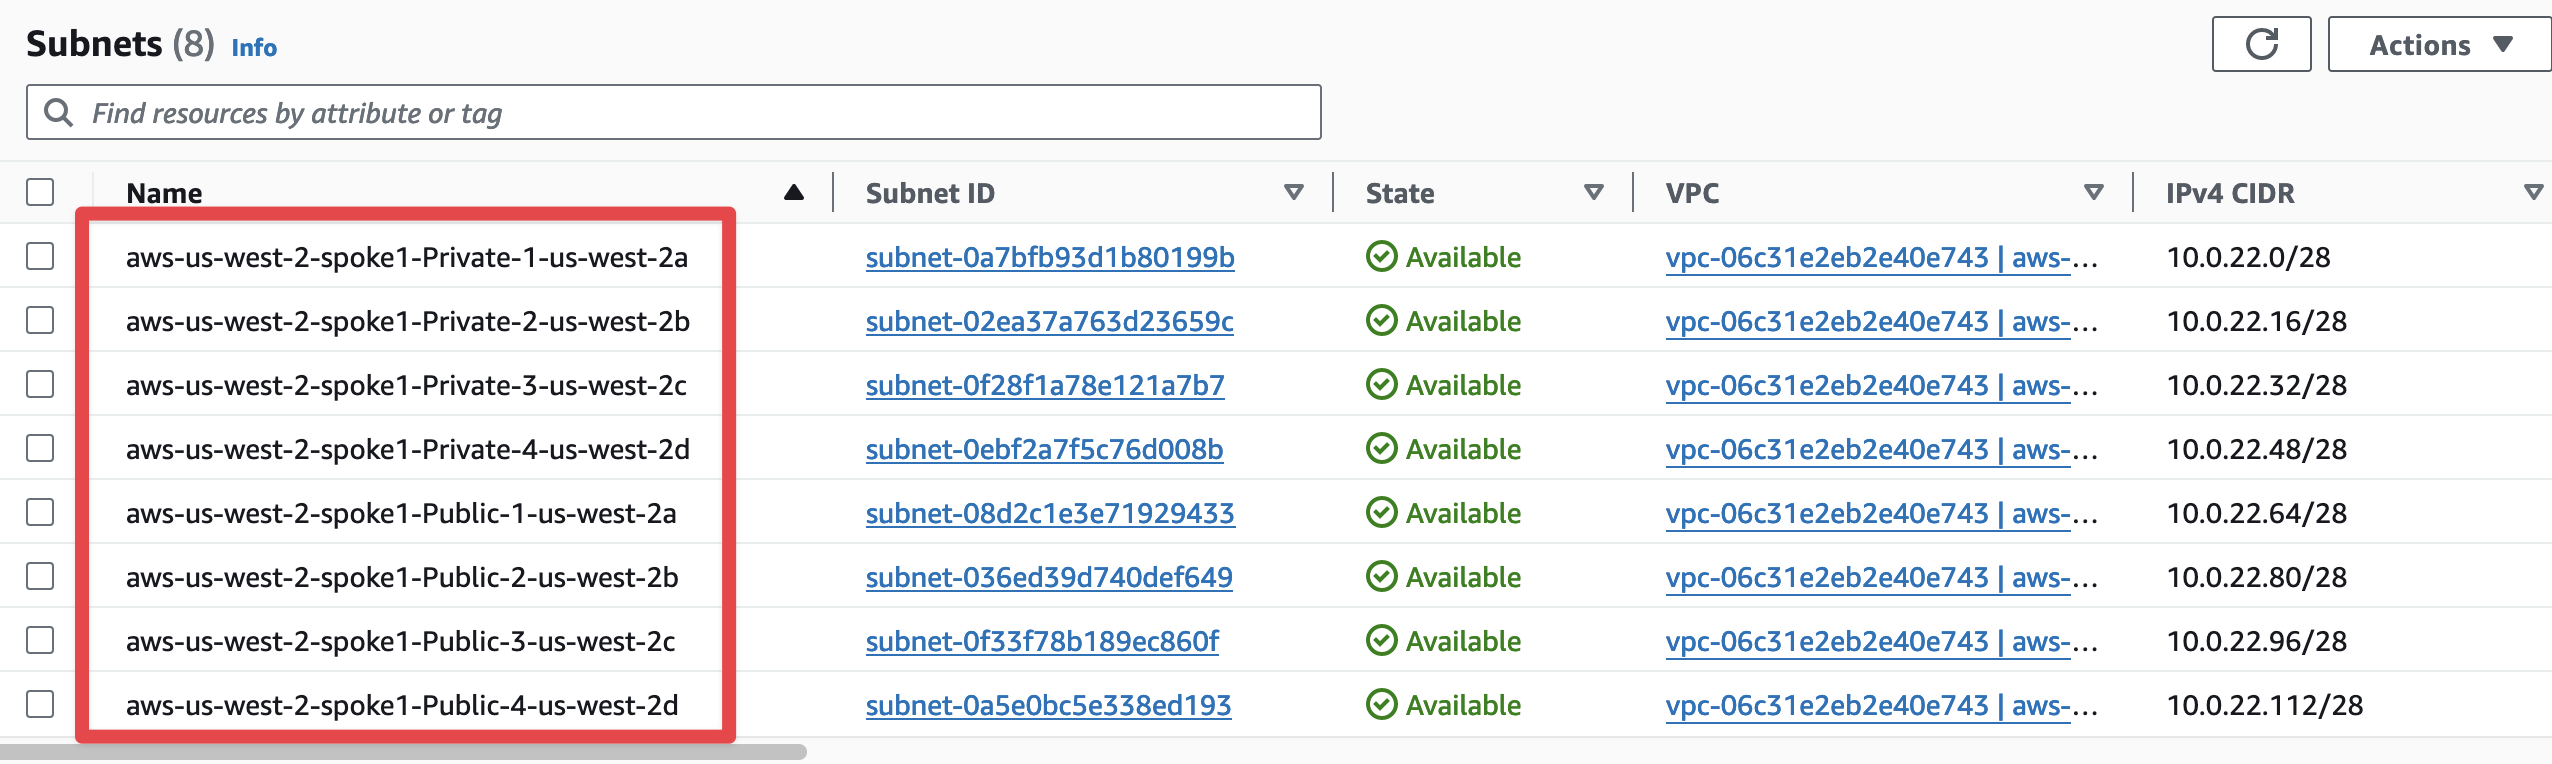 Subnets (8) Info
Actions
Find resources by attribute or tag
Name Subnet ID State VPC IPv4 CIDR
aws-us-west-2-spoke1-Private-1-us-west-2a subnet-0a7bfb93d1b80199b Available vpc-06c31e2eb2e40e743 | aws-... 10.0.22.0/28
aws-us-west-2-spoke1-Private-2-us-west-2b subnet-02ea37a763d23659c Available vpc-06c31e2eb2e40e743 | aws-... 10.0.22.16/28
aws-us-west-2-spoke1-Private-3-us-west-2c subnet-0f28f1a78e121a7b7 Available vpc-06c31e2eb2e40e743 | aws-... 10.0.22.32/28
aws-us-west-2-spoke1-Private-4-us-west-2d subnet-0ebf2a7f5c76d008b Available vpc-06c31e2eb2e40e743 | aws-... 10.0.22.48/28
aws-us-west-2-spoke1-Public-1-us-west-2a subnet-08d2c1e3e71929433 Available vpc-06c31e2eb2e40e743 | aws-... 10.0.22.64/28
aws-us-west-2-spoke1-Public-2-us-west-2b subnet-036ed39d740def649 Available vpc-06c31e2eb2e40e743 | aws-... 10.0.22.80/28
aws-us-west-2-spoke1-Public-3-us-west-2c subnet-0f33f78b189ec860f Available vpc-06c31e2eb2e40e743 | aws-... 10.0.22.96/28
aws-us-west-2-spoke1-Public-4-us-west-2d subnet-0a5e0bc5e338ed193 Available vpc-06c31e2eb2e40e743 | aws-... 10.0.22.112/28